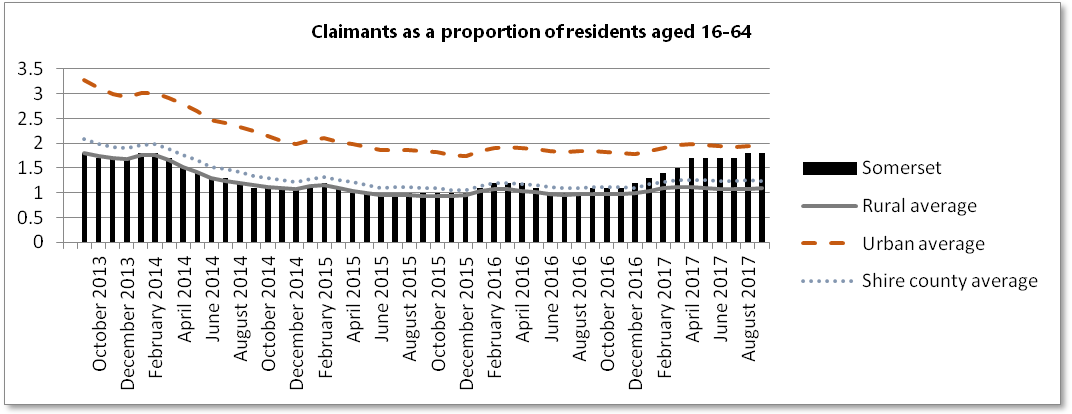 Claimants as a proportion of residents aged 16-64
3.5
3
2.5
2
1.5
1
0.5
0
October 2013
December 2013
February 2014
April 2014
June 2014
August 2014
October 2014
December 2014
February 2015
April 2015
June 2015
August 2015
October 2015
December 2015
February 2016
April 2016
June 2016
August 2016
October 2016
December 2016
February 2017
April 2017
June 2017
August 2017
Somerset
Rural average
Urban average
Shire county average